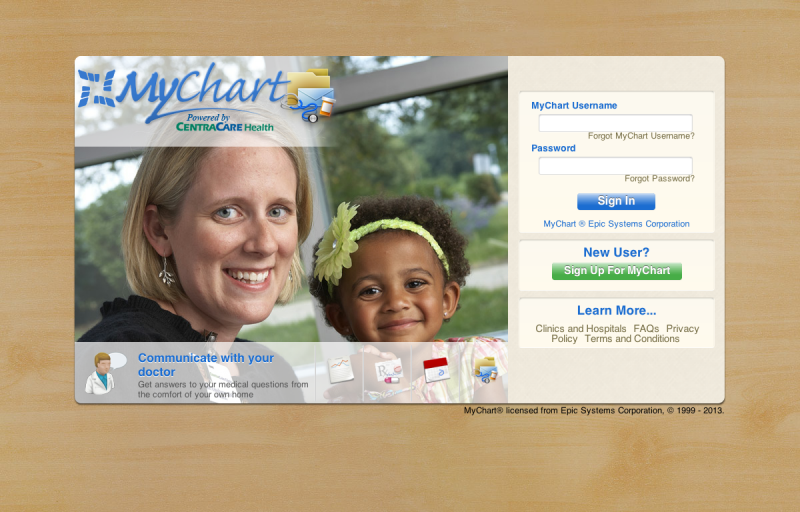 MyChart
Powered by
CENTRACARE Health
MyChart Username
Forgot MyChart Username?
Password
Forgot Password?
Sign In
MyChart ® Epic Systems Corporation
New User?
Sign Up For MyChart
Learn More...
Clinics and Hospitals FAQs Privacy
Policy Terms and Conditions
Communicate with your
doctor
Get answers to your medical questions from
the comfort of your own home
MyChart® licensed from Epic Systems Corporation, © 1999 - 2013.